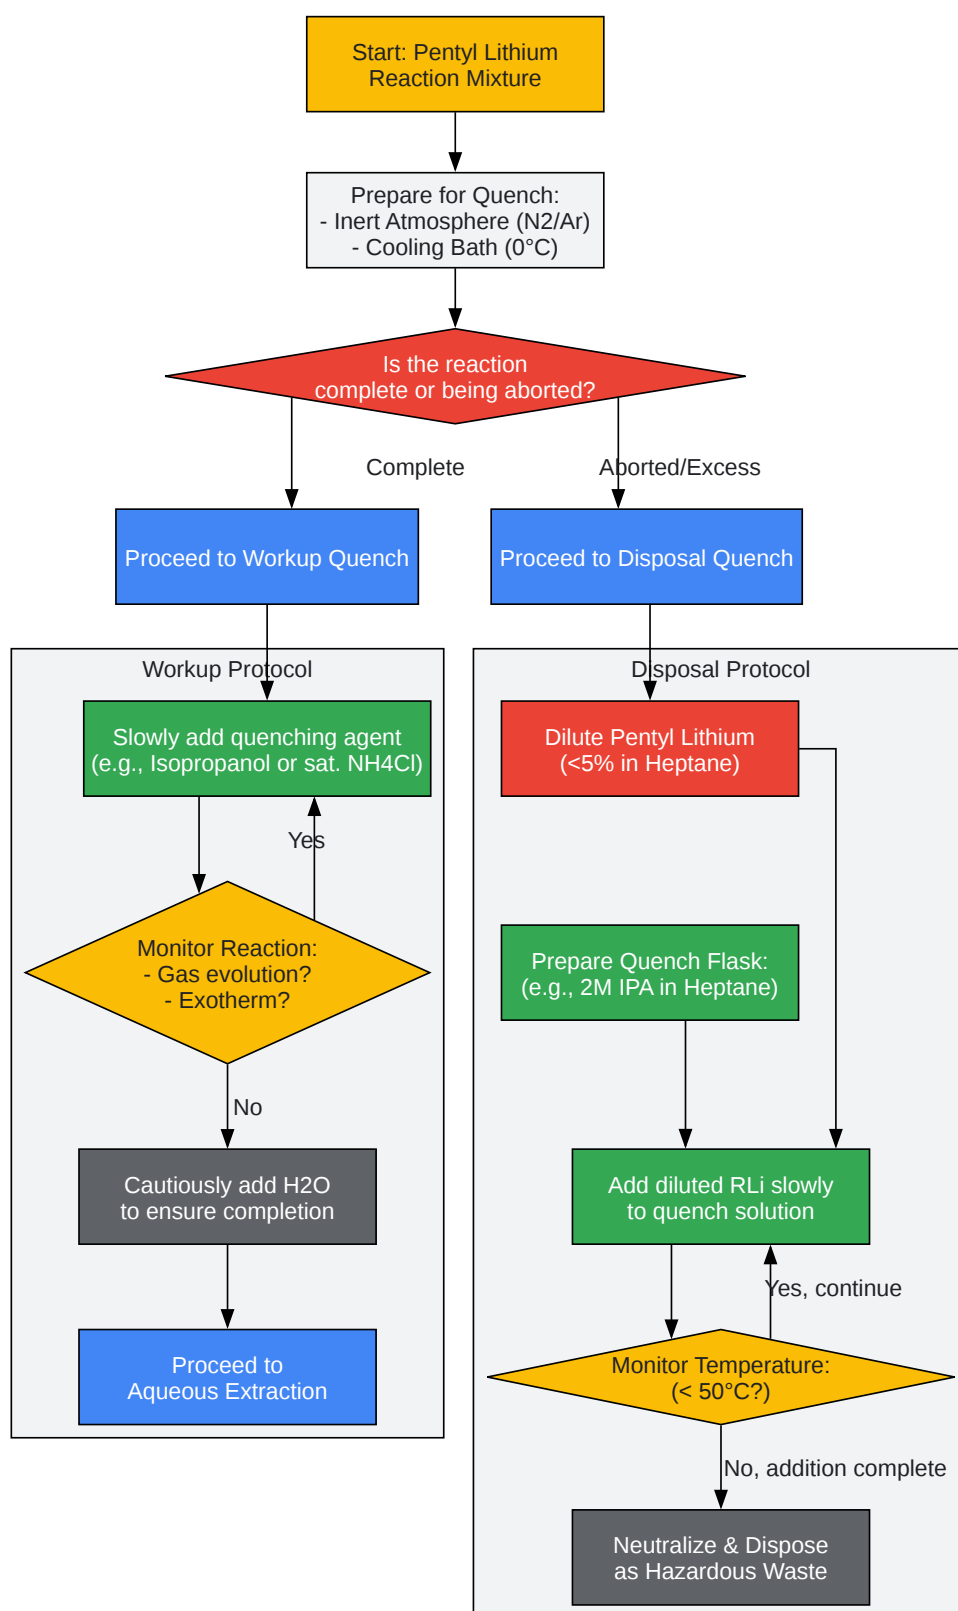 Start: Pentyl Lithium
Reaction Mixture
Prepare for Quench:
- Inert Atmosphere (N2/Ar)
- Cooling Bath (0°C)
Is the reaction
complete or being aborted?
Complete
Aborted/Excess
Proceed to Workup Quench
Proceed to Disposal Quench
Workup Protocol
Slowly add quenching agent
(e.g., Isopropanol or sat. NH4Cl)
Yes
Monitor Reaction:
- Gas evolution?
- Exotherm?
No
Cautiously add H2O
to ensure completion
Proceed to
Aqueous Extraction
Disposal Protocol
Dilute Pentyl Lithium
(<5% in Heptane)
Prepare Quench Flask:
(e.g., 2M IPA in Heptane)
Add diluted RLi slowly
to quench solution
Yes, continue
Monitor Temperature:
(< 50°C?)
No, addition complete
Neutralize & Dispose
as Hazardous Waste